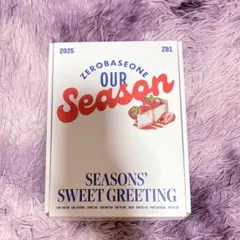 2025 ZB1
ZEROBASEONE
OUR
Season
SEASONS'
SWEET GREETING